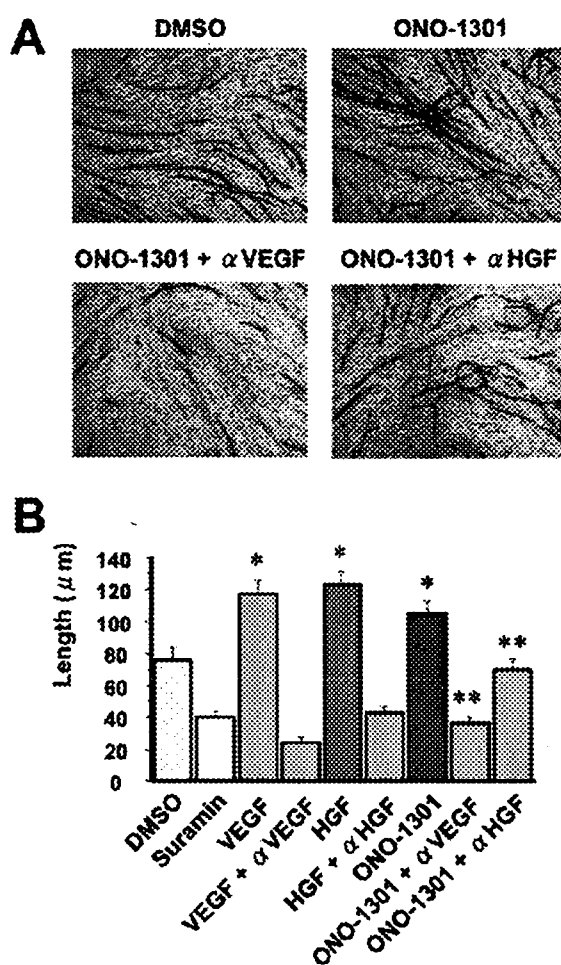 A
DMSO
ONO-1301
ONO-1301 + αVEGF
ONO-1301 + αHGF
B
Length (μm)
140
120
100
80
60
40
20
0
*
*
*
**
**
DMSO
Suramin
VEGF
VEGF + αVEGF
HGF
HGF + αHGF
ONO-1301
ONO-1301 + αVEGF
ONO-1301 + αHGF